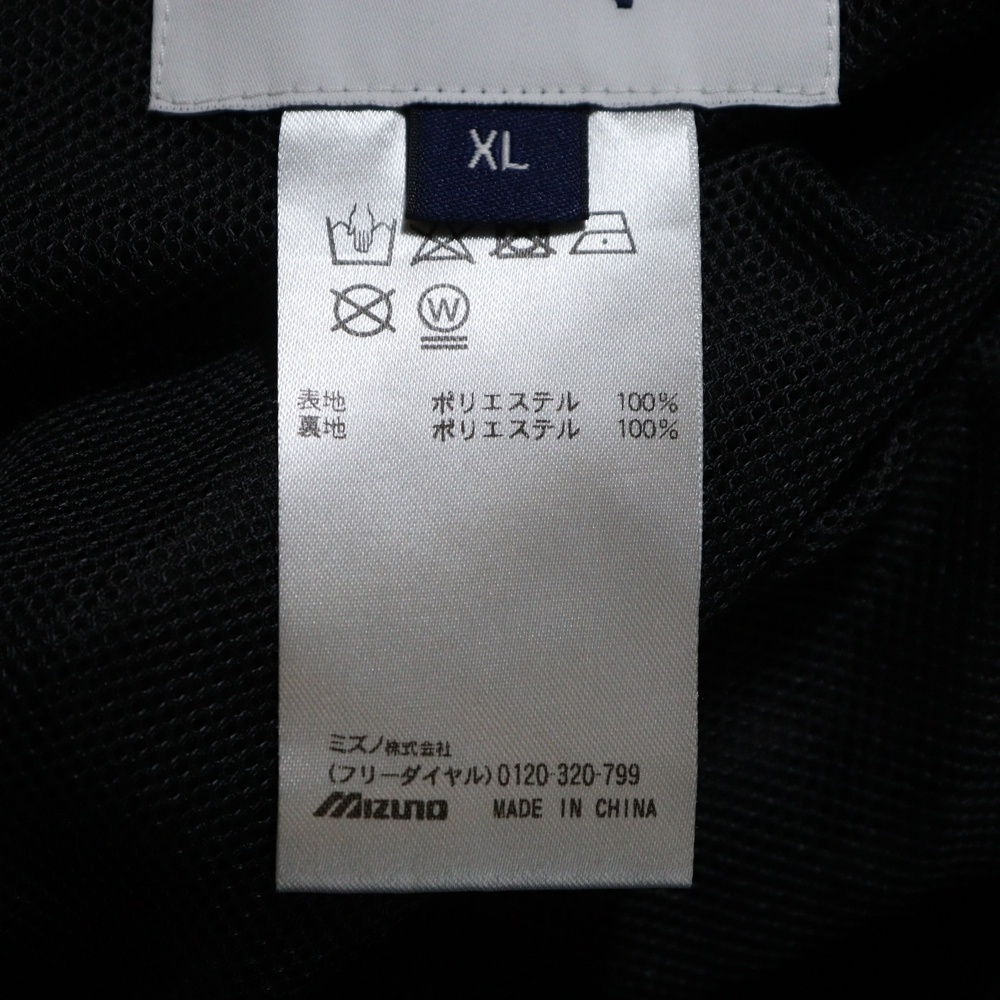 XL
W
表地 ポリエステル 100%
裏地 ポリエステル 100%
ミズノ株式会社
(フリーダイヤル)0120-320-799
MIZUNO MADE IN CHINA